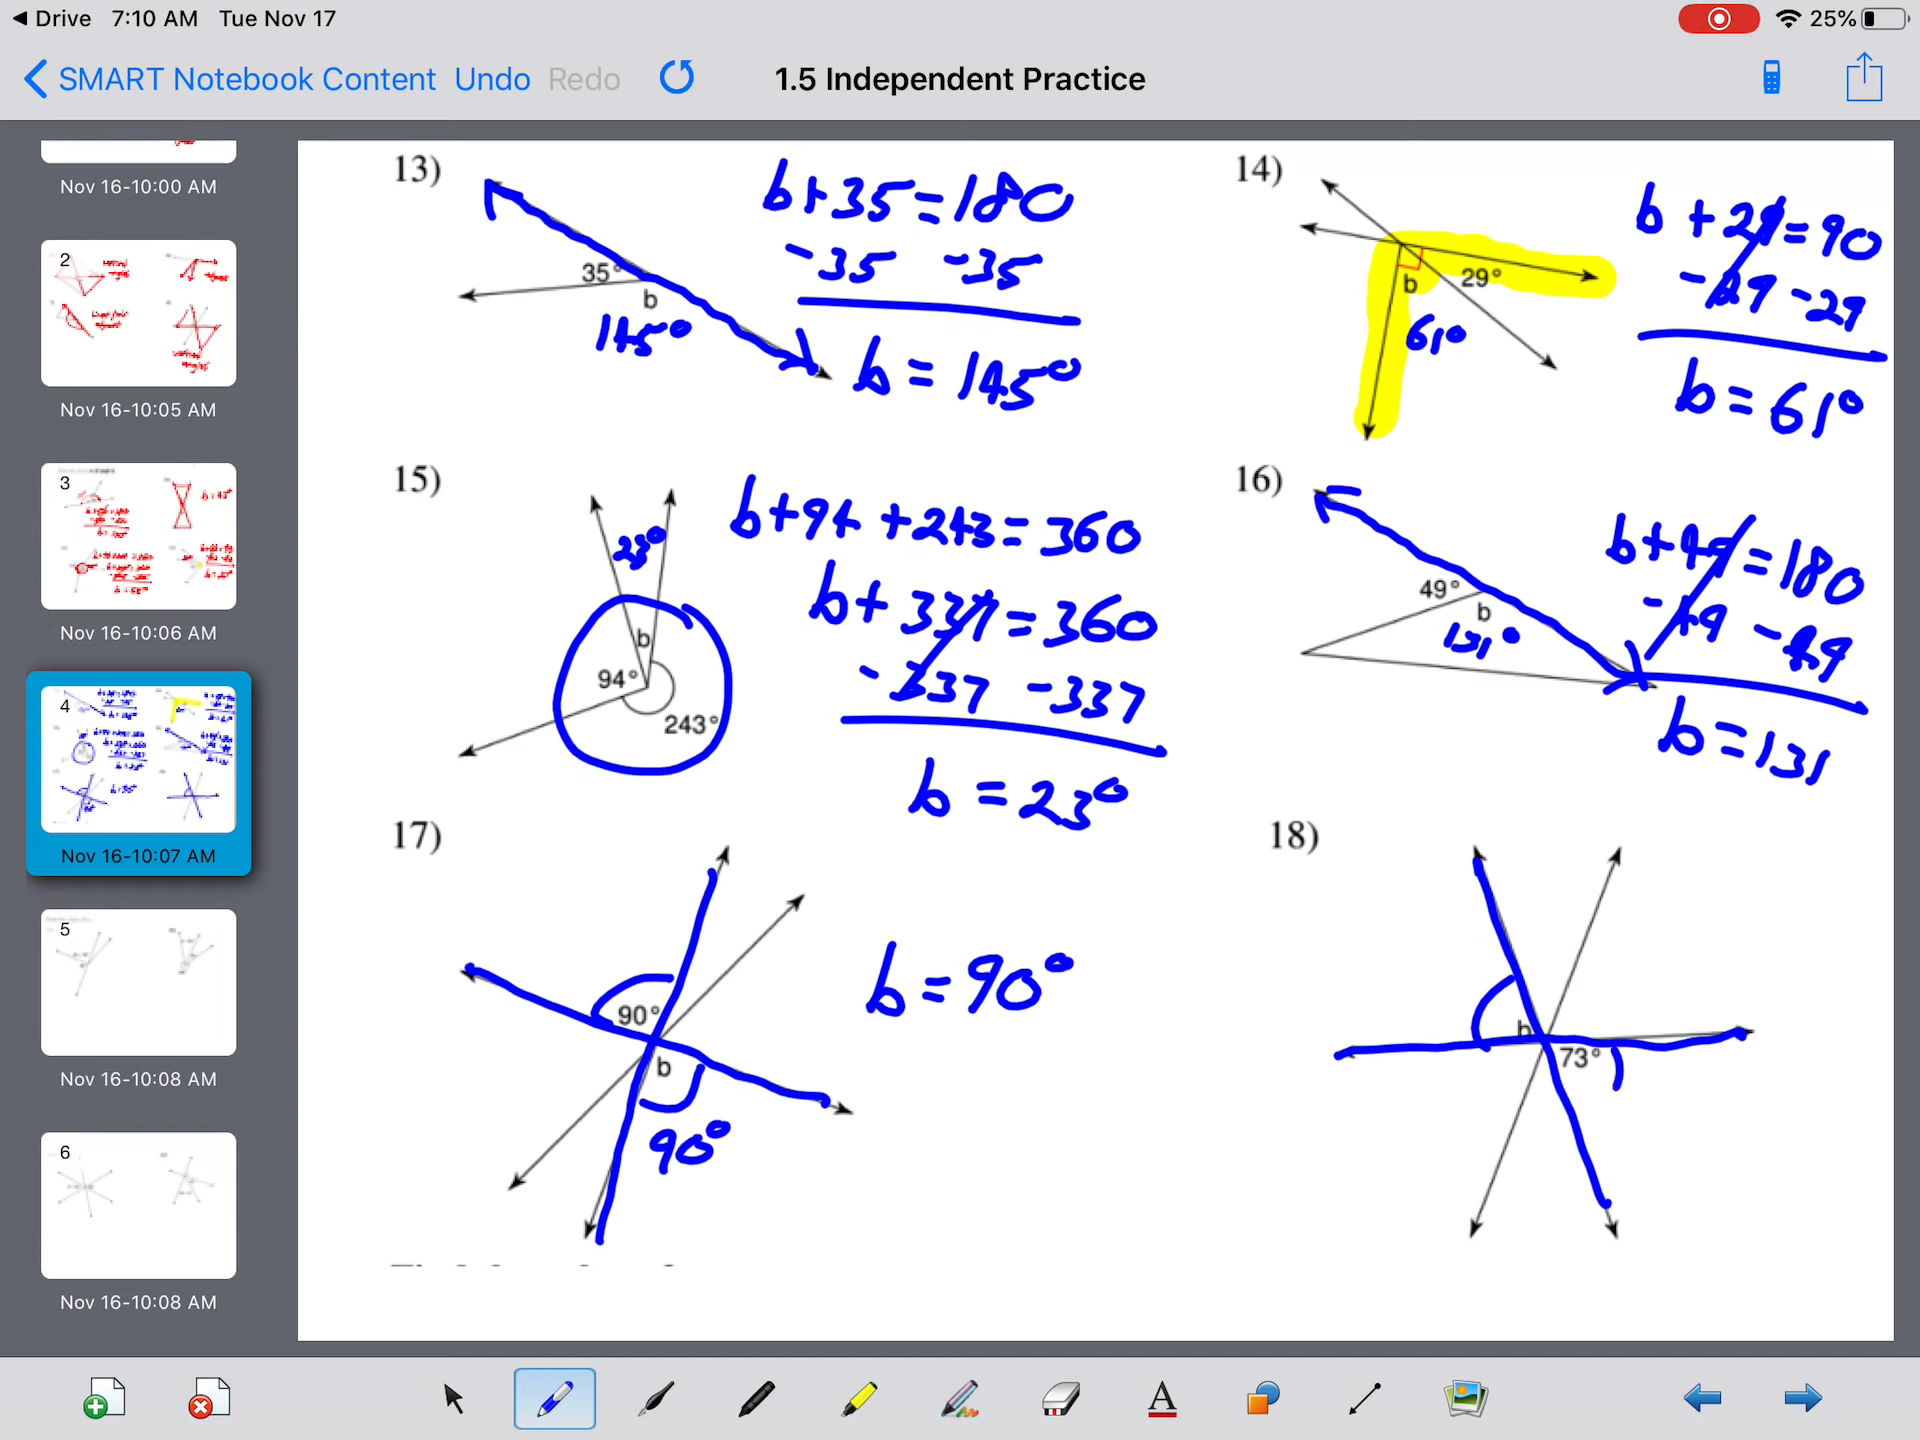 Drive 7:10 AM Tue Nov 17 25%
SMART Notebook Content Undo Redo 1.5 Independent Practice
Nov 16-10:00 AM
2
Nov 16-10:05 AM
3
Nov 16-10:06 AM
4
Nov 16-10:07 AM
5
Nov 16-10:08 AM
6
Nov 16-10:08 AM
13)
35°
b
145°
b+35=180
-35 -35
b = 145°
14)
b
29°
61°
b + 29=90
-29 -29
b = 61°
15)
23°
b
94°
243°
b+94 +243=360
b+337=360
-337 -337
b = 23°
16)
49°
b
131°
b+49=180
-49 -49
b=131
17)
90°
b
90°
b=90°
18)
b
73°
A